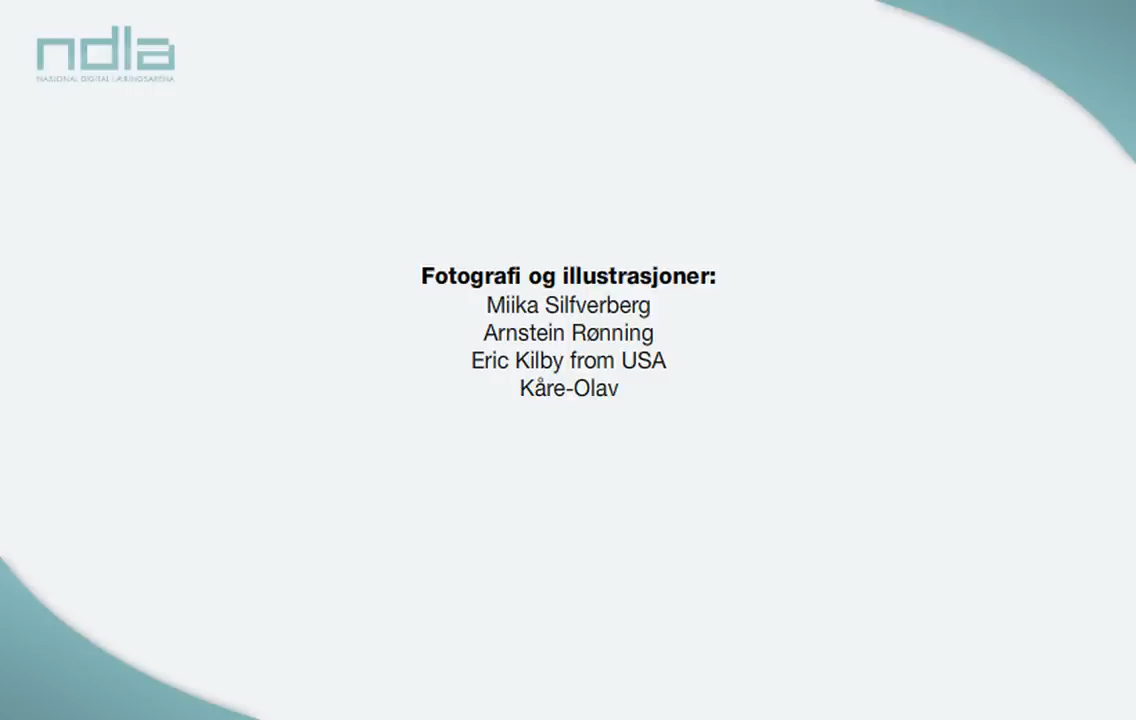 ndla
NASJONAL DIGITAL LÆRINGSARENA
Fotografi og illustrasjoner:
Miika Silfverberg
Arnstein Rønning
Eric Kilby from USA
Kåre-Olav